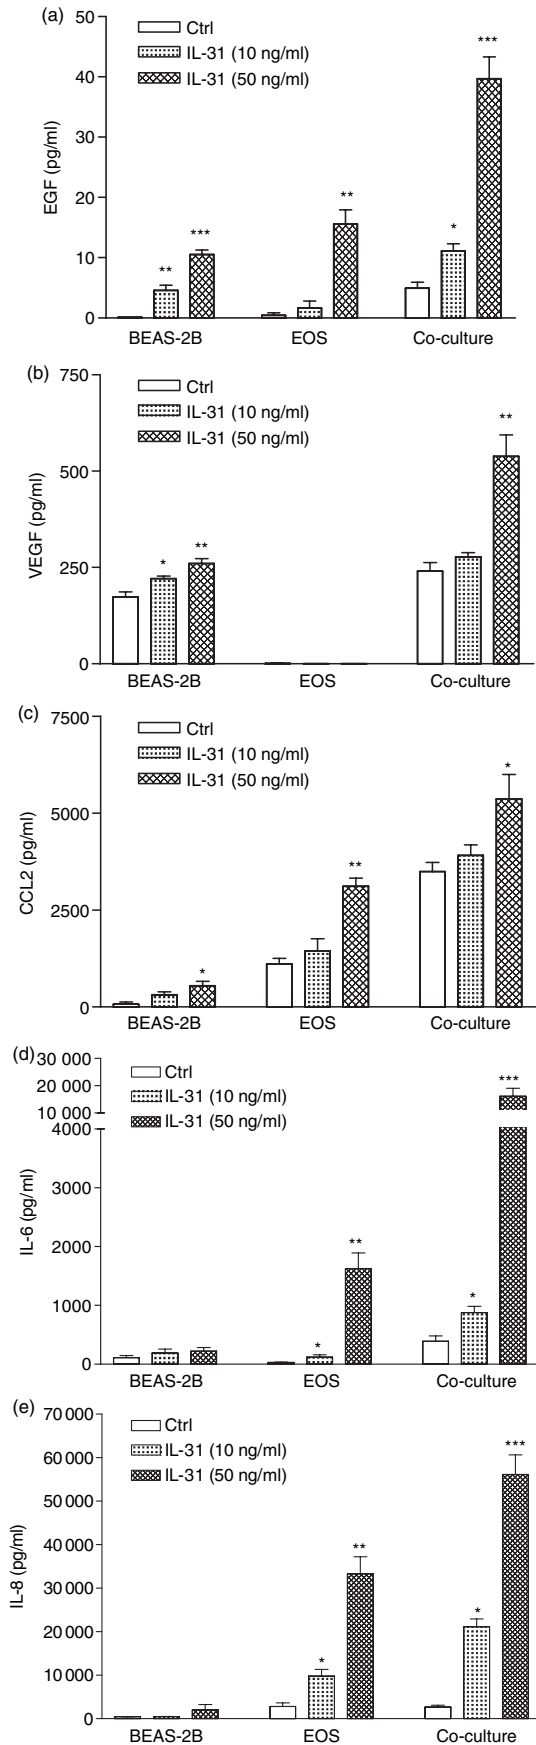 (a)
50
40
30
20
10
0
EGF (pg/ml)
Ctrl
IL-31 (10 ng/ml)
IL-31 (50 ng/ml)
**
***
**
*
***
BEAS-2B EOS Co-culture
(b)
750
500
250
0
VEGF (pg/ml)
Ctrl
IL-31 (10 ng/ml)
IL-31 (50 ng/ml)
*
**
**
BEAS-2B EOS Co-culture
(c)
7500
5000
2500
0
CCL2 (pg/ml)
Ctrl
IL-31 (10 ng/ml)
IL-31 (50 ng/ml)
*
**
*
BEAS-2B EOS Co-culture
(d)
30 000
20 000
10 000
4000
3000
2000
1000
0
IL-6 (pg/ml)
Ctrl
IL-31 (10 ng/ml)
IL-31 (50 ng/ml)
*
**
*
***
BEAS-2B EOS Co-culture
(e)
70 000
60 000
50 000
40 000
30 000
20 000
10 000
0
IL-8 (pg/ml)
Ctrl
IL-31 (10 ng/ml)
IL-31 (50 ng/ml)
*
**
*
***
BEAS-2B EOS Co-culture